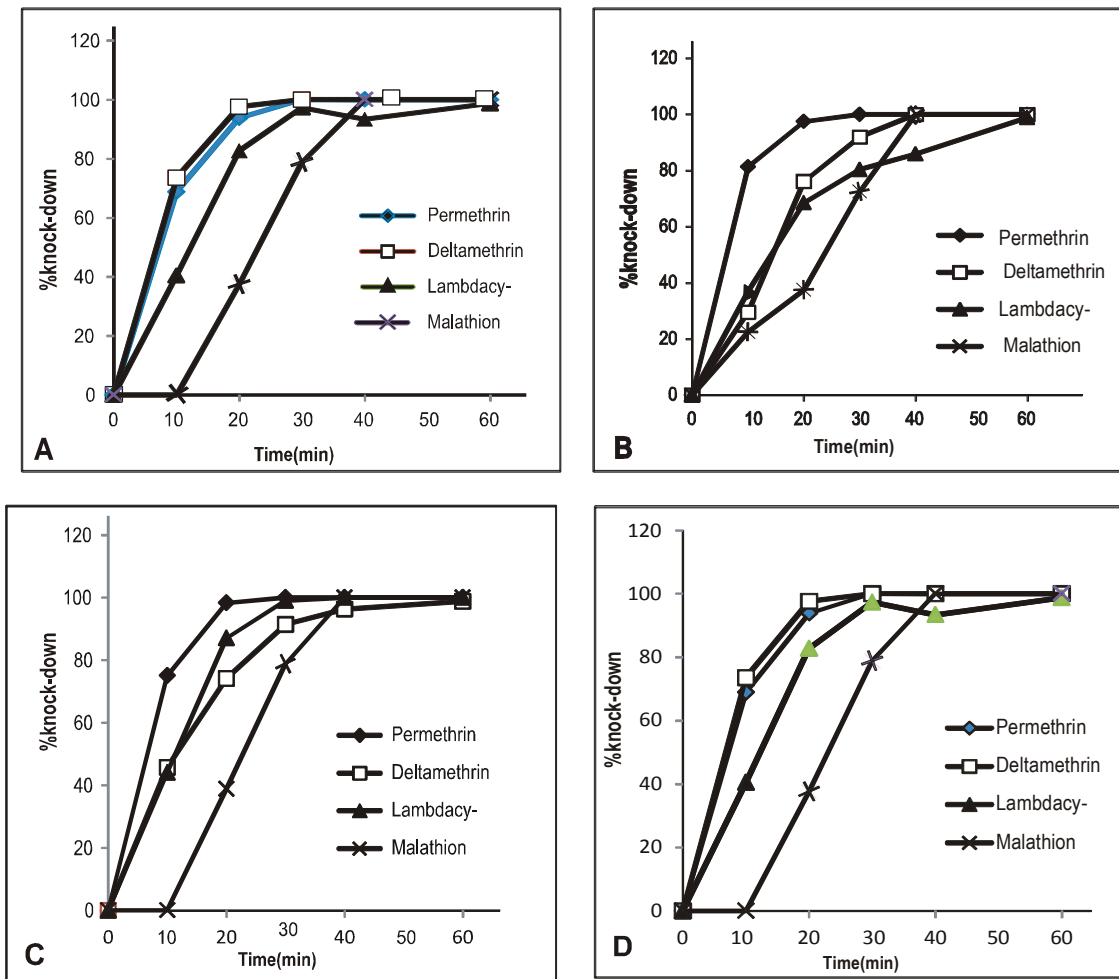 120
100
80
60
40
20
0
%knock-down
Permethrin
Deltamethrin
Lambdacy-
Malathion
0 10 20 30 40 60
Time(min)
A
120
100
80
60
40
20
0
%knock-down
Permethrin
Deltamethrin
Lambdacy-
Malathion
10 20 30 40 50 60
Time(min)
B
120
100
80
60
40
20
0
%knock-down
Permethrin
Deltamethrin
Lambdacy-
Malathion
0 10 20 30 40 60
Time(min)
C
120
100
80
60
40
20
0
%knock-down
Permethrin
Deltamethrin
Lambdacy-
Malathion
0 10 20 30 40 60
Time(min)
D